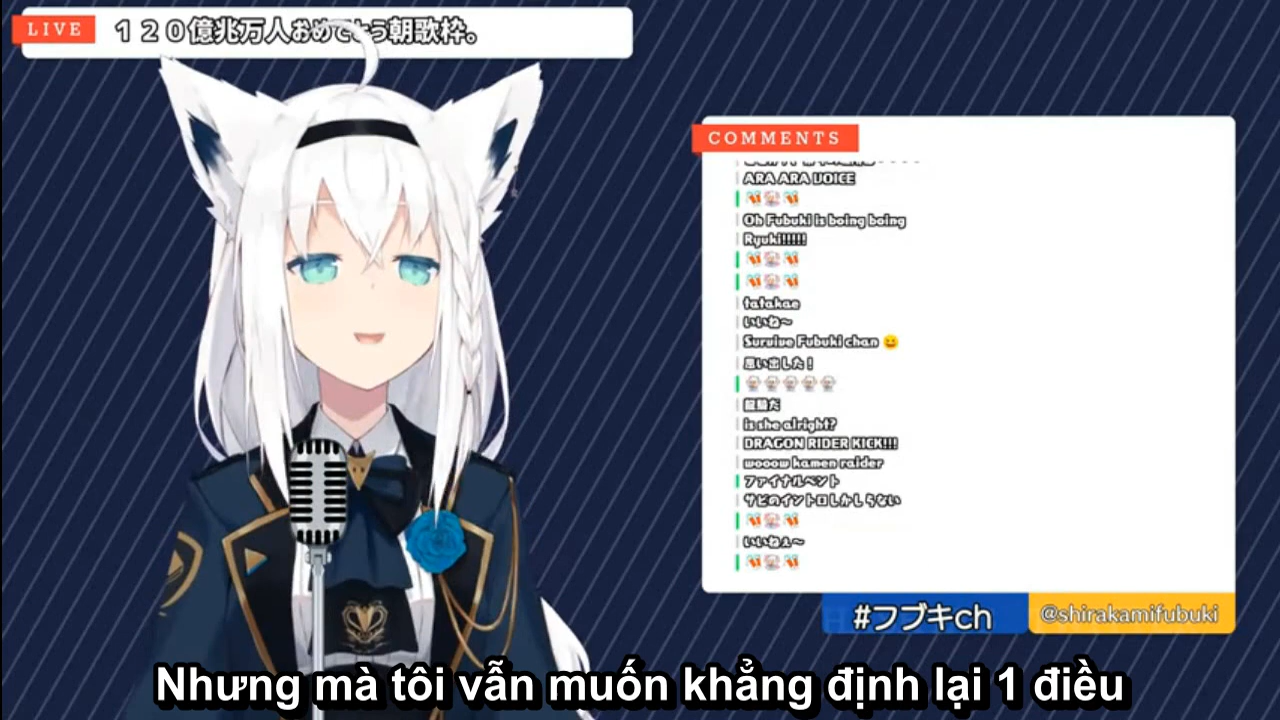 LIVE
120億兆万人おめでとう朝歌枠。
COMMENTS
ARA ARA VOICE
Oh Fubuki is boing boing
Ryuki!!!!!
tatakae
いいね～
Survive Fubuki chan
思い出した！
龍騎だ
is she alright?
DRAGON RIDER KICK!!!
wooow kamen raider
ファイナルベント
サビのイントロしかしらない
いいねぇ～
#フブキch
@shirakamifubuki
Nhưng mà tôi vẫn muốn khẳng định lại 1 điều